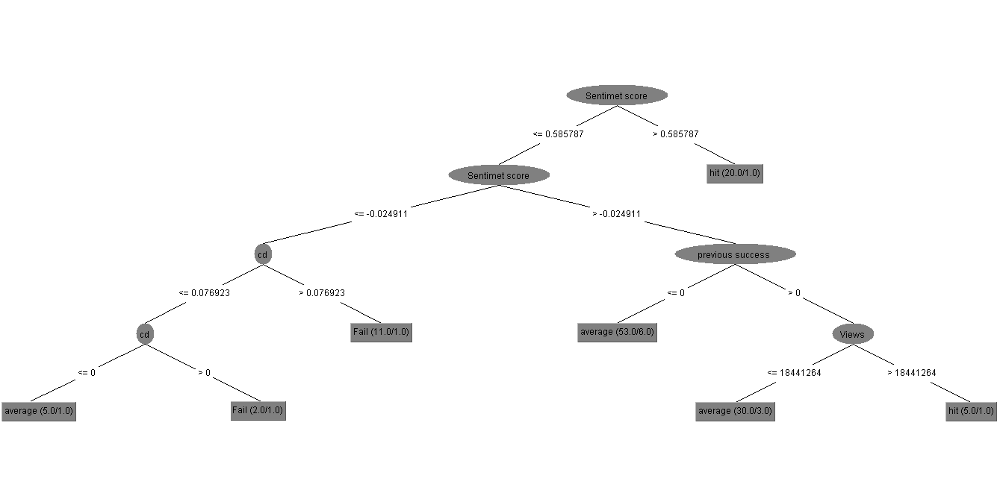 Sentimet score
<= 0.585787
> 0.585787
Sentimet score
hit (20.0/1.0)
<= -0.024911
> -0.024911
cd
previous success
<= 0.076923
> 0.076923
<= 0
> 0
cd
Fail (11.0/1.0)
average (53.0/6.0)
Views
<= 0
> 0
<= 18441264
> 18441264
average (5.0/1.0)
Fail (2.0/1.0)
average (30.0/3.0)
hit (5.0/1.0)